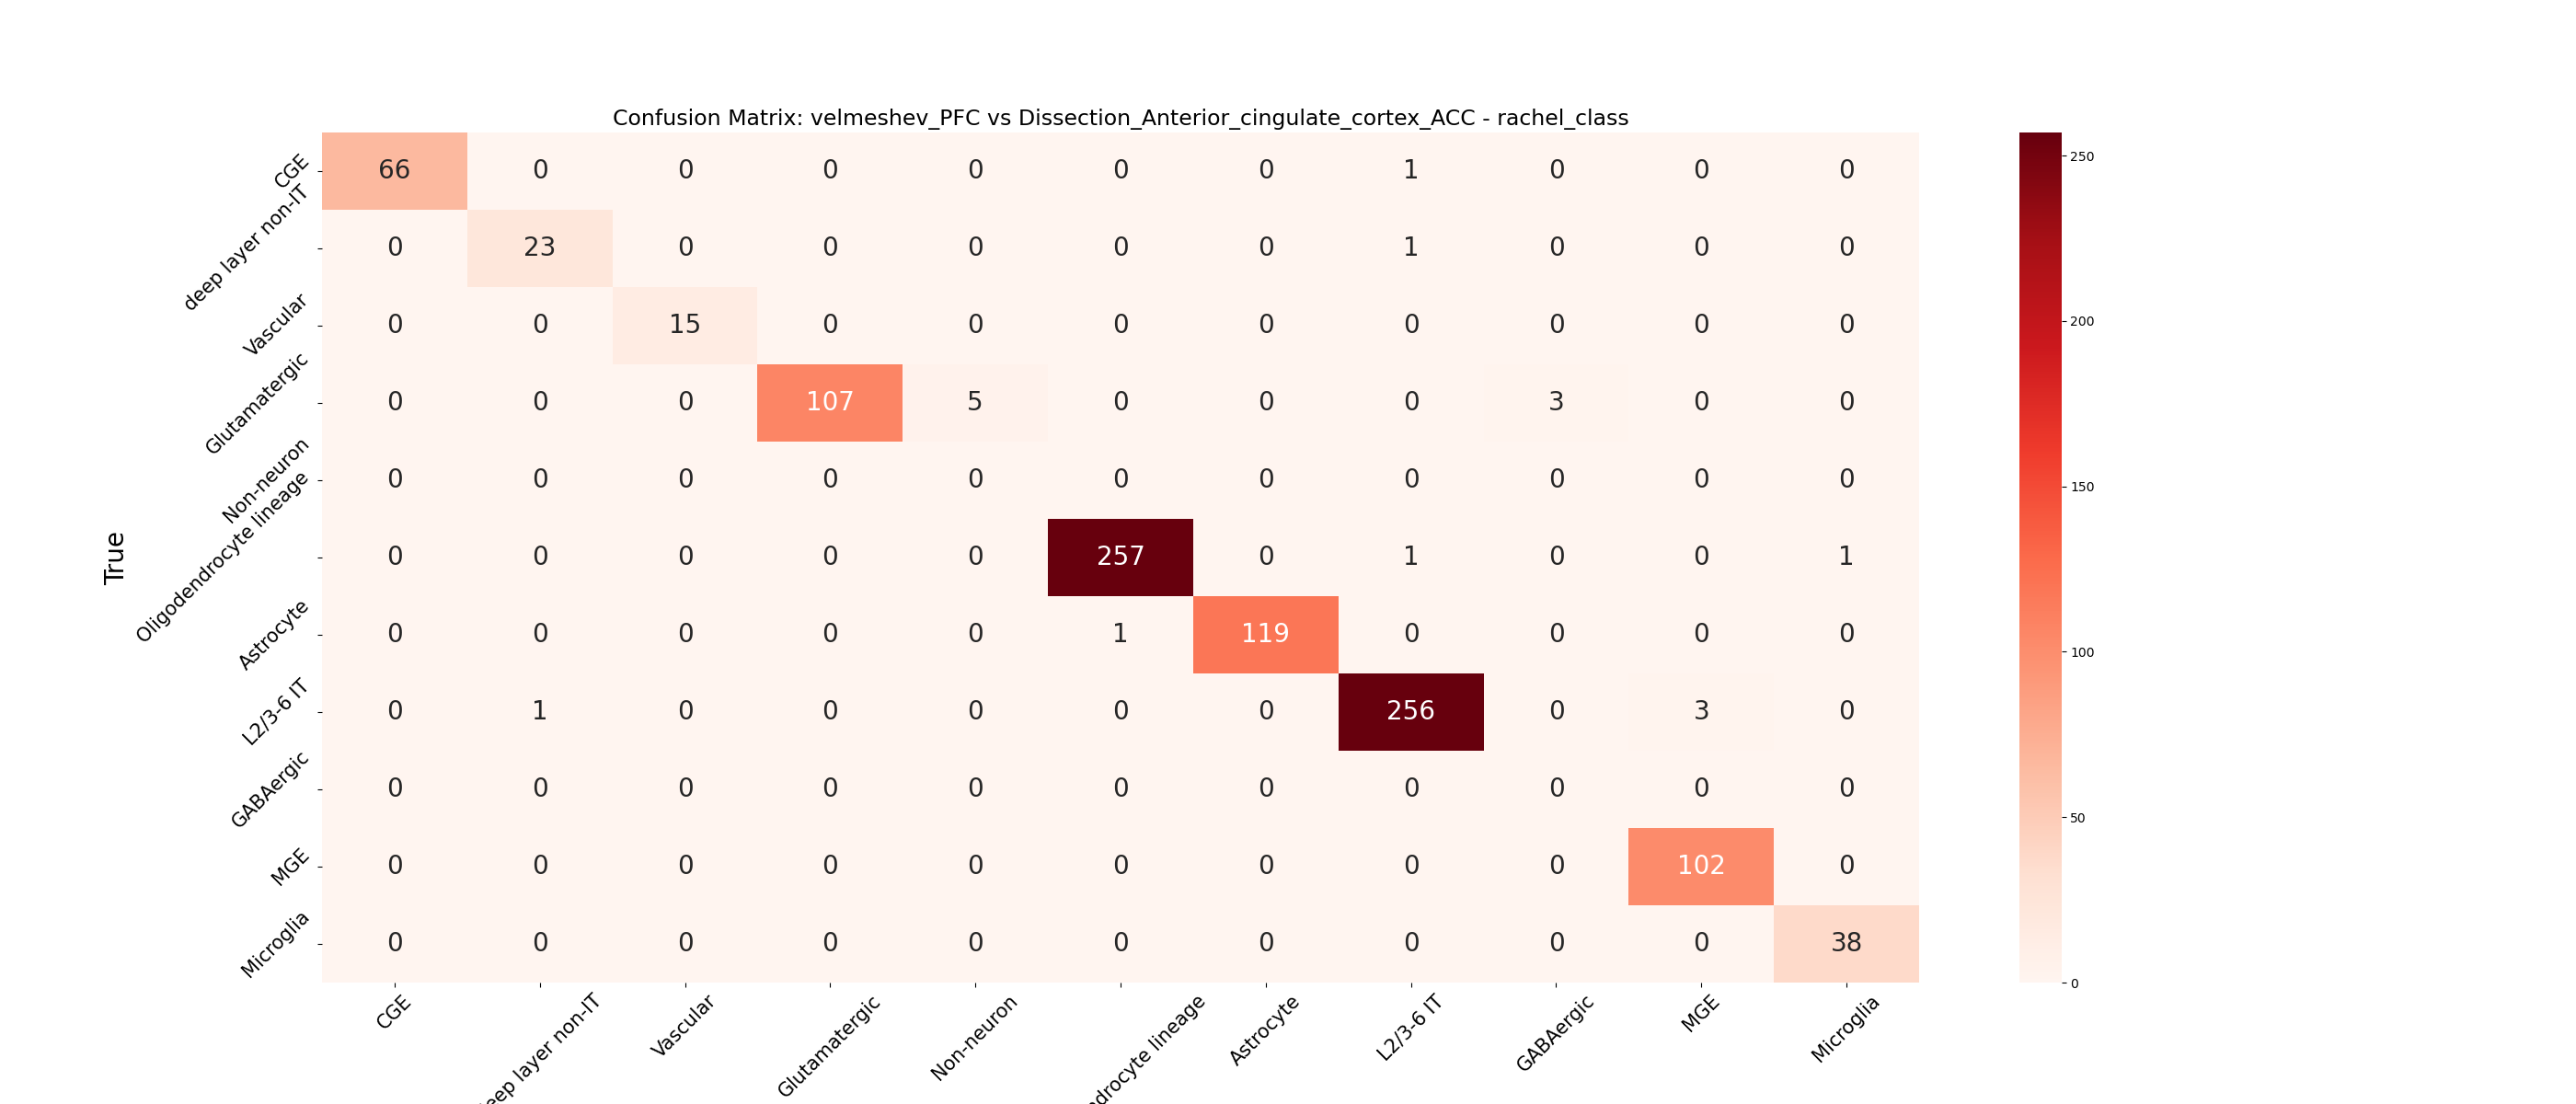 Confusion Matrix: velmeshev_PFC vs Dissection_Anterior_cingulate_cortex_ACC - rachel_class
CGE 66 0 0 0 0 0 0 1 0 0 0
deep layer non-IT 0 23 0 0 0 0 0 1 0 0 0
Vascular 0 0 15 0 0 0 0 0 0 0 0
Glutamatergic 0 0 0 107 5 0 0 0 3 0 0
Non-neuron 0 0 0 0 0 0 0 0 0 0 0
Oligodendrocyte lineage 0 0 0 0 0 257 0 1 0 0 1
Astrocyte 0 0 0 0 0 1 119 0 0 0 0
L2/3-6 IT 0 1 0 0 0 0 0 256 0 3 0
GABAergic 0 0 0 0 0 0 0 0 0 0 0
MGE 0 0 0 0 0 0 0 0 0 102 0
Microglia 0 0 0 0 0 0 0 0 0 0 38
True
CGE layer non-IT Vascular Glutamatergic Non-neuron lineage Astrocyte L2/3-6 IT GABAergic MGE Microglia
250
200
150
100
50
0